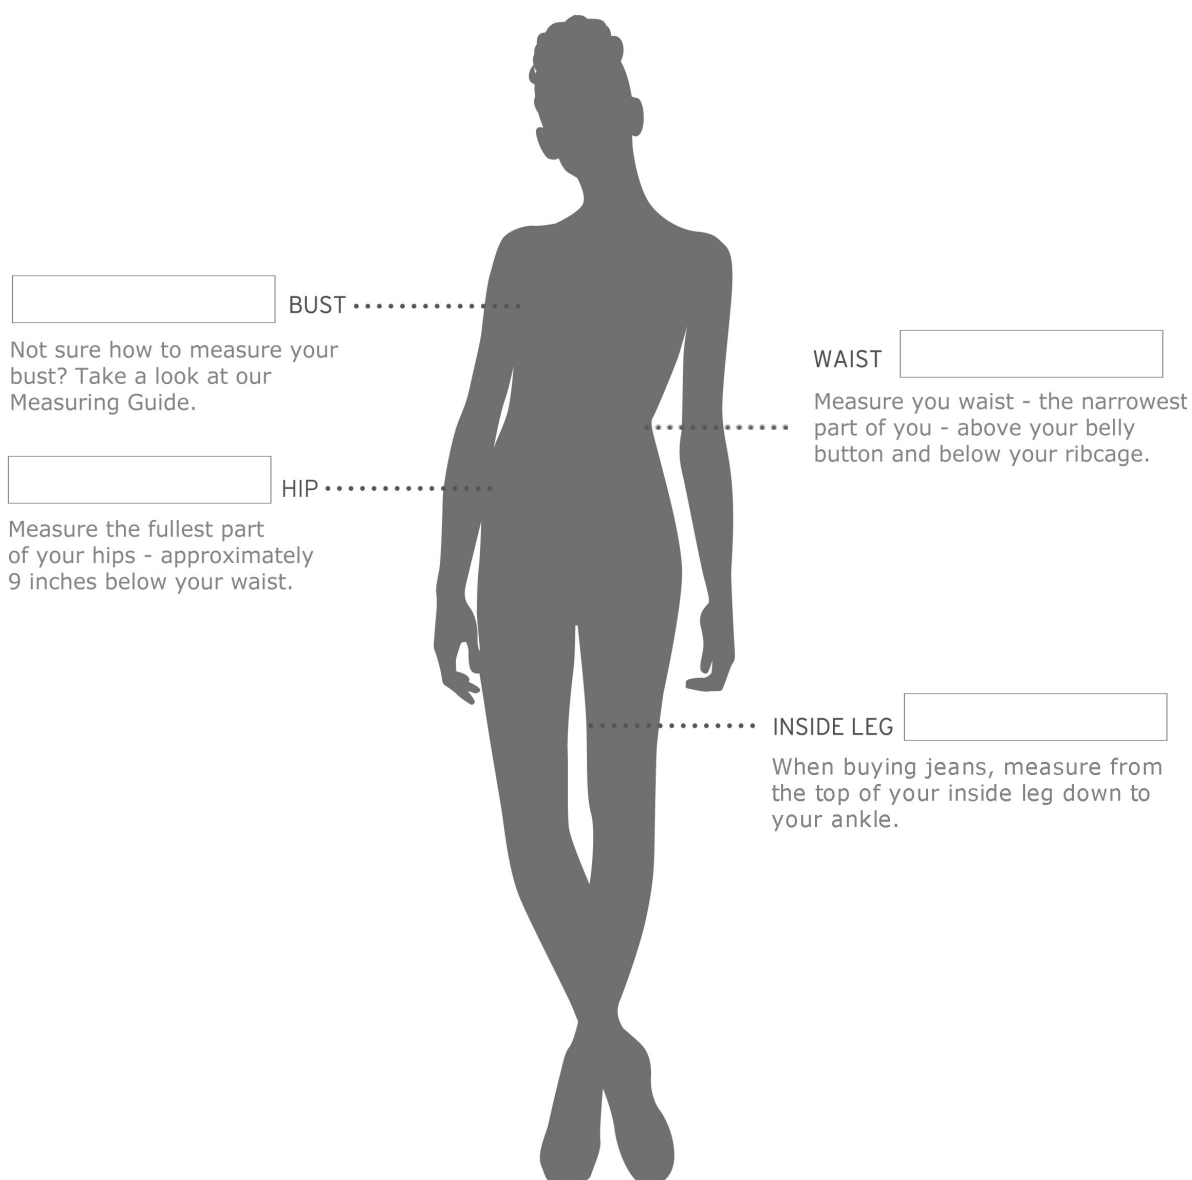 BUST
Not sure how to measure your
bust? Take a look at our
Measuring Guide.
HIP
Measure the fullest part
of your hips - approximately
9 inches below your waist.
WAIST
Measure you waist - the narrowest
part of you - above your belly
button and below your ribcage.
INSIDE LEG
When buying jeans, measure from
the top of your inside leg down to
your ankle.